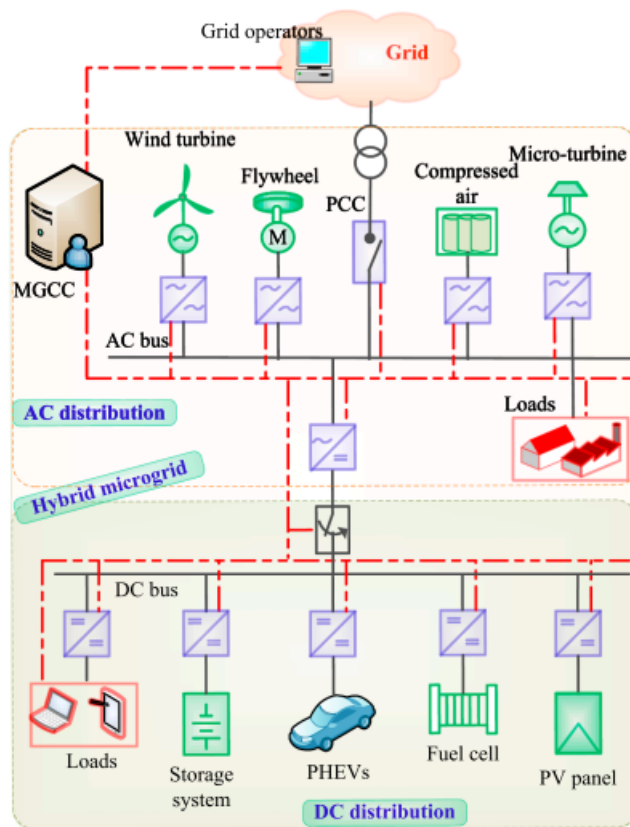 Grid operators
Grid
Wind turbine
Flywheel
M
PCC
Compressed
air
Micro-turbine
MGCC
AC bus
AC distribution
Loads
Hybrid microgrid
DC bus
Loads
Storage
system
PHEVs
Fuel cell
PV panel
DC distribution